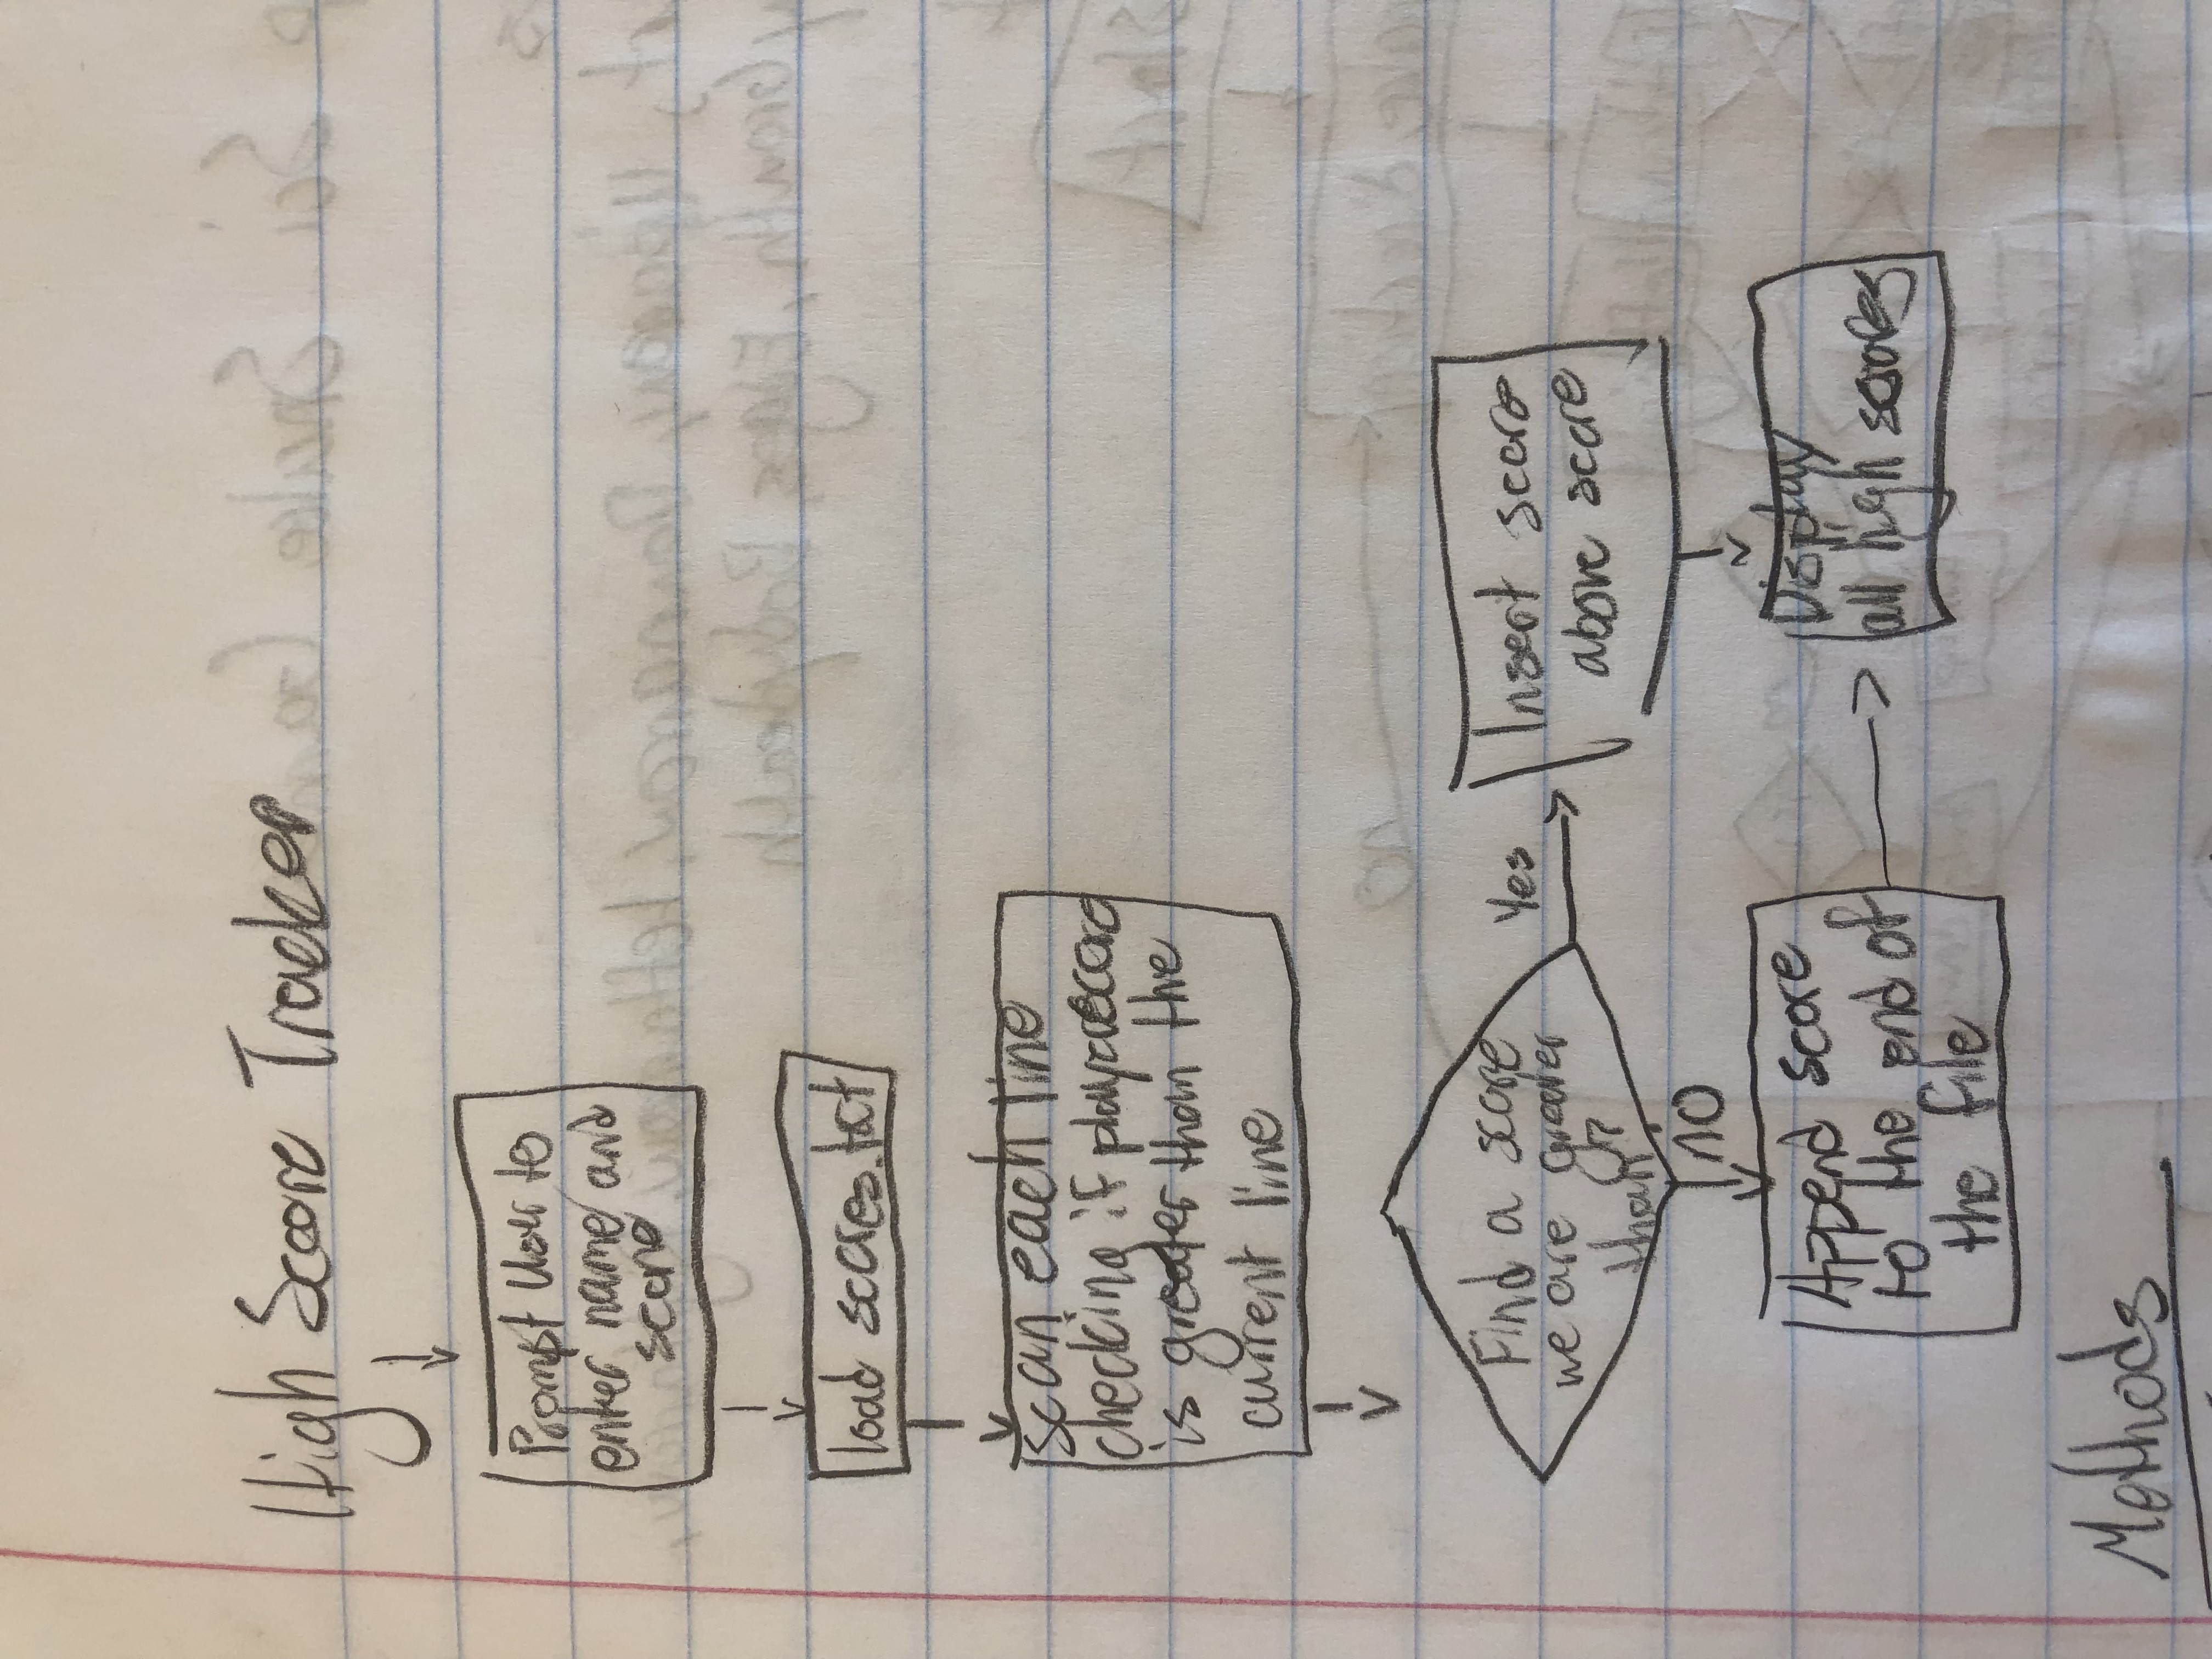 High Score Tracker
Prompt User to
enter name and
score
load scores.txt
scan each line
checking if playerrecord
is greater than the
current line
Find a score
we are greater
than?
Yes
Insert score
above score
no
Append score
to the end of
the file
Display
all high scores
Methods